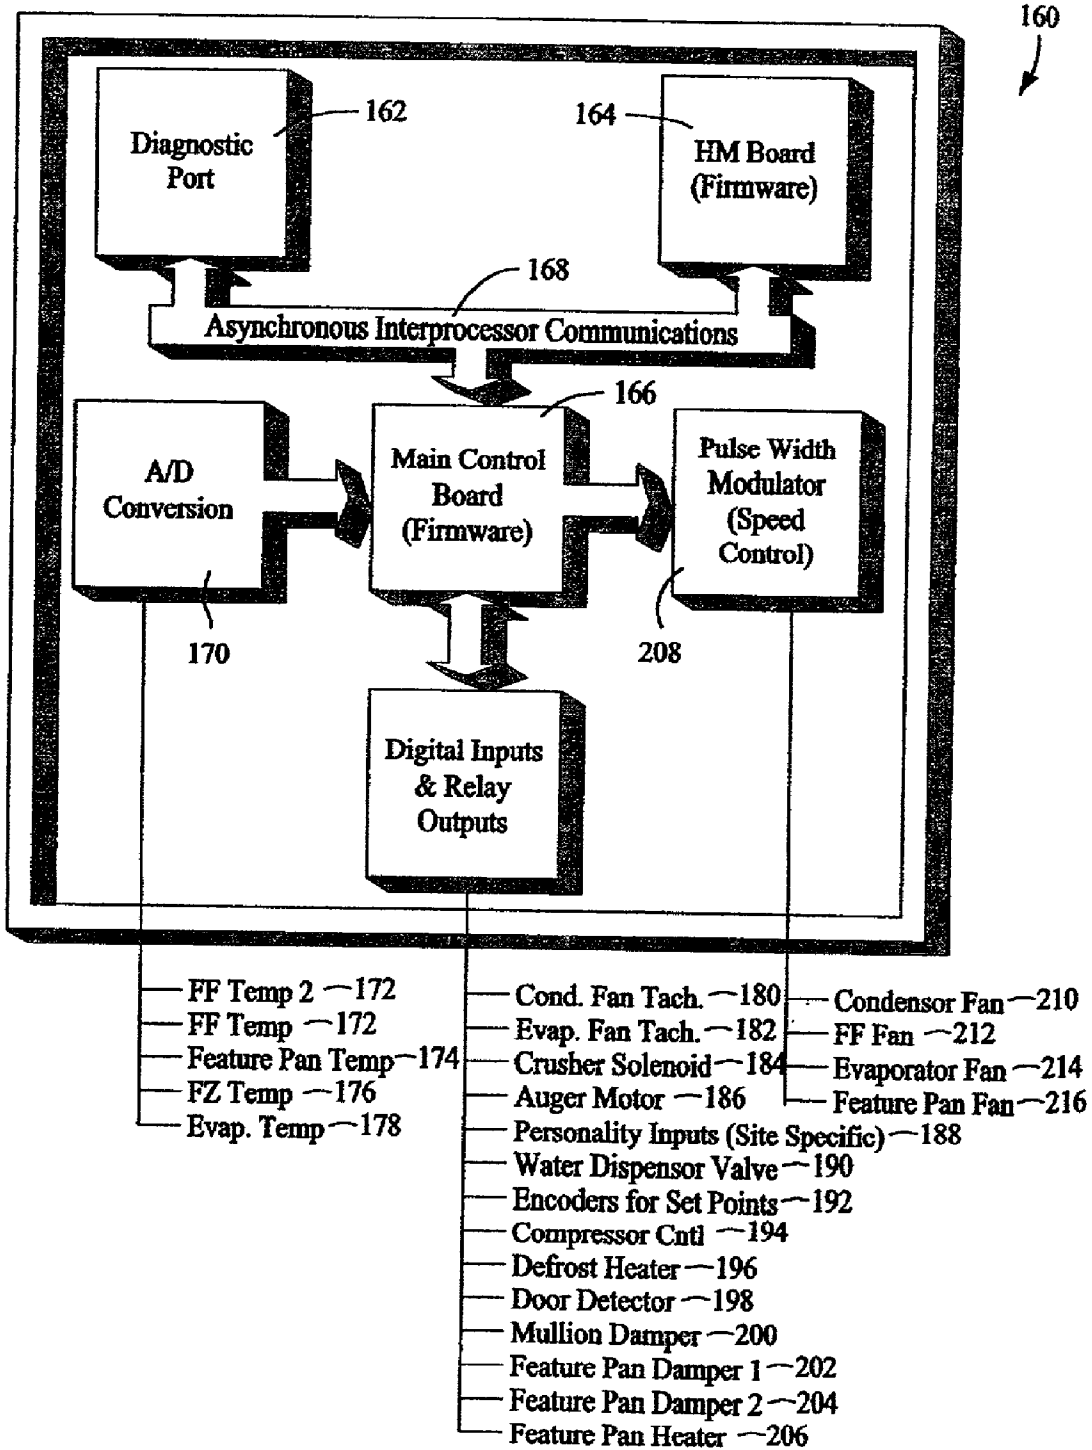 160
Diagnostic
Port
162
164
HM Board
(Firmware)
168
Asynchronous Interprocessor Communications
A/D
Conversion
170
166
Main Control
Board
(Firmware)
Pulse Width
Modulator
(Speed
Control)
208
Digital Inputs
& Relay
Outputs
FF Temp 2 172
FF Temp 172
Feature Pan Temp 174
FZ Temp 176
Evap. Temp 178
Cond. Fan Tach. 180
Evap. Fan Tach. 182
Crusher Solenoid 184
Auger Motor 186
Personality Inputs (Site Specific) 188
Water Dispensor Valve 190
Encoders for Set Points 192
Compressor Cntl 194
Defrost Heater 196
Door Detector 198
Mullion Damper 200
Feature Pan Damper 1 202
Feature Pan Damper 2 204
Feature Pan Heater 206
Condensor Fan 210
FF Fan 212
Evaporator Fan 214
Feature Pan Fan 216